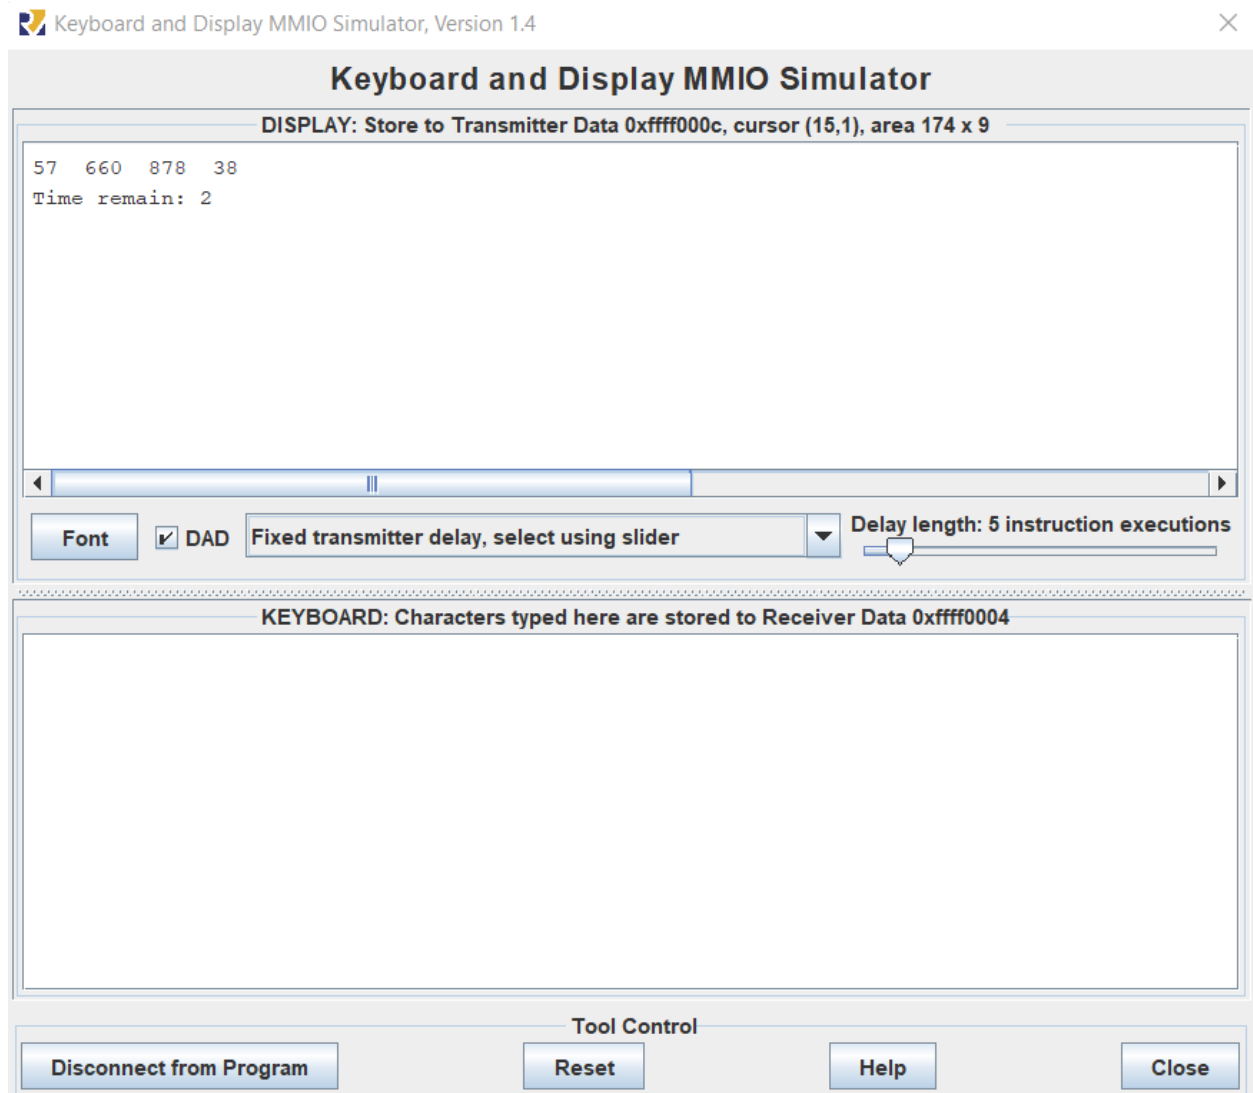 Keyboard and Display MMIO Simulator, Version 1.4
Keyboard and Display MMIO Simulator
DISPLAY: Store to Transmitter Data 0xffff000c, cursor (15,1), area 174 x 9
57  660  878  38
Time remain: 2
Font
DAD
Fixed transmitter delay, select using slider
Delay length: 5 instruction executions
KEYBOARD: Characters typed here are stored to Receiver Data 0xffff0004
Tool Control
Disconnect from Program
Reset
Help
Close